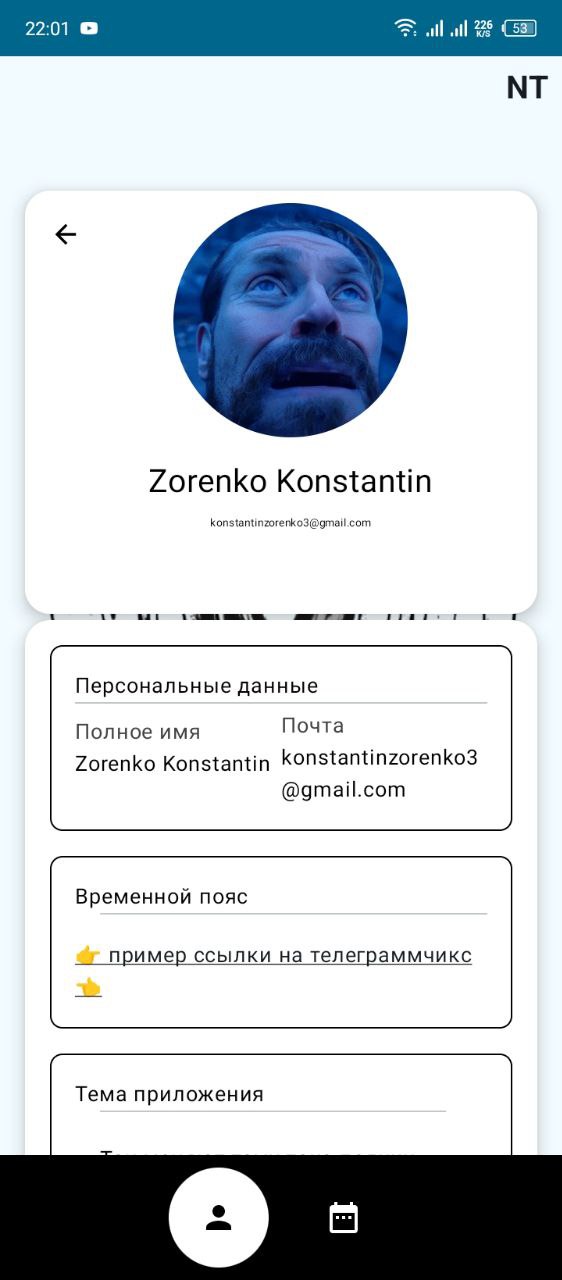 22:01
226
K/S
53
NT
Zorenko Konstantin
konstantinzorenko3@gmail.com
Персональные данные
Полное имя
Zorenko Konstantin
Почта
konstantinzorenko3
@gmail.com
Временной пояс
👉 пример ссылки на телеграммчикс
👈
Тема приложения